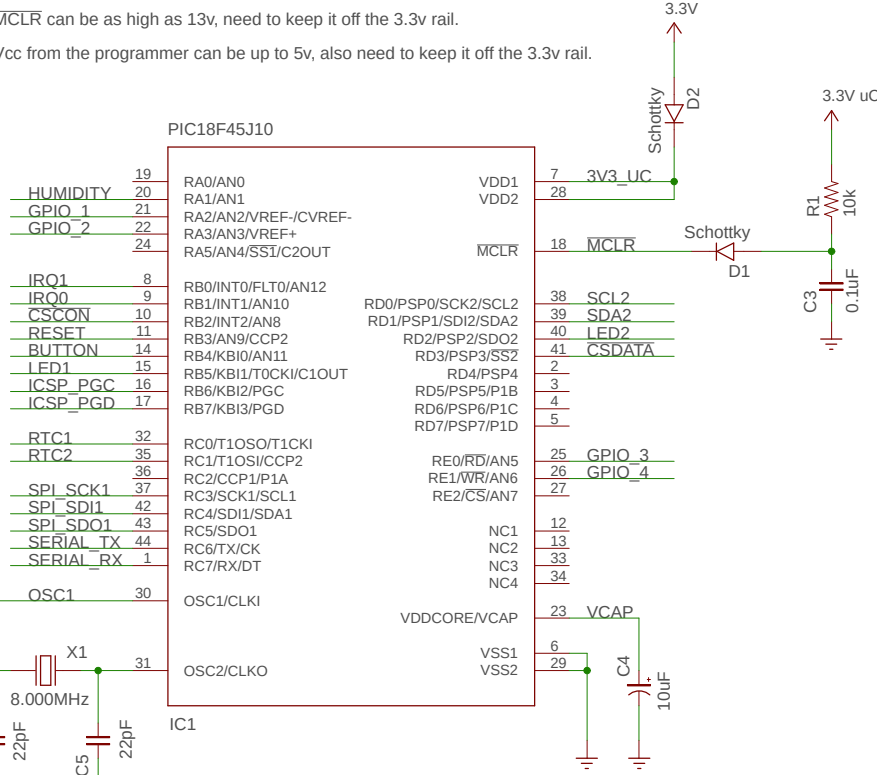 MCLR can be as high as 13v, need to keep it off the 3.3v rail.
Vcc from the programmer can be up to 5v, also need to keep it off the 3.3v rail.
3.3V
Schottky
D2
3.3V uC
R1
10k
Schottky
D1
C3
0.1uF
PIC18F45J10
19 RA0/AN0
HUMIDITY 20 RA1/AN1
GPIO_1 21 RA2/AN2/VREF-/CVREF-
GPIO_2 22 RA3/AN3/VREF+
24 RA5/AN4/SS1/C2OUT
IRQ1 8 RB0/INT0/FLT0/AN12
IRQ0 9 RB1/INT1/AN10
CSCON 10 RB2/INT2/AN8
RESET 11 RB3/AN9/CCP2
BUTTON 14 RB4/KBI0/AN11
LED1 15 RB5/KBI1/T0CKI/C1OUT
ICSP_PGC 16 RB6/KBI2/PGC
ICSP_PGD 17 RB7/KBI3/PGD
RTC1 32 RC0/T1OSO/T1CKI
RTC2 35 RC1/T1OSI/CCP2
36 RC2/CCP1/P1A
SPI_SCK1 37 RC3/SCK1/SCL1
SPI_SDI1 42 RC4/SDI1/SDA1
SPI_SDO1 43 RC5/SDO1
SERIAL_TX 44 RC6/TX/CK
SERIAL_RX 1 RC7/RX/DT
OSC1 30 OSC1/CLKI
31 OSC2/CLKO
VDD1 7 3V3_UC
VDD2 28
MCLR 18 MCLR
RD0/PSP0/SCK2/SCL2 38 SCL2
RD1/PSP1/SDI2/SDA2 39 SDA2
RD2/PSP2/SDO2 40 LED2
RD3/PSP3/SS2 41 CSDATA
RD4/PSP4 2
RD5/PSP5/P1B 3
RD6/PSP6/P1C 4
RD7/PSP7/P1D 5
RE0/RD/AN5 25 GPIO_3
RE1/WR/AN6 26 GPIO_4
RE2/CS/AN7 27
NC1 12
NC2 13
NC3 33
NC4 34
VDDCORE/VCAP 23 VCAP
VSS1 6
VSS2 29
C4
10uF
X1
8.000MHz
22pF
C5
22pF
IC1